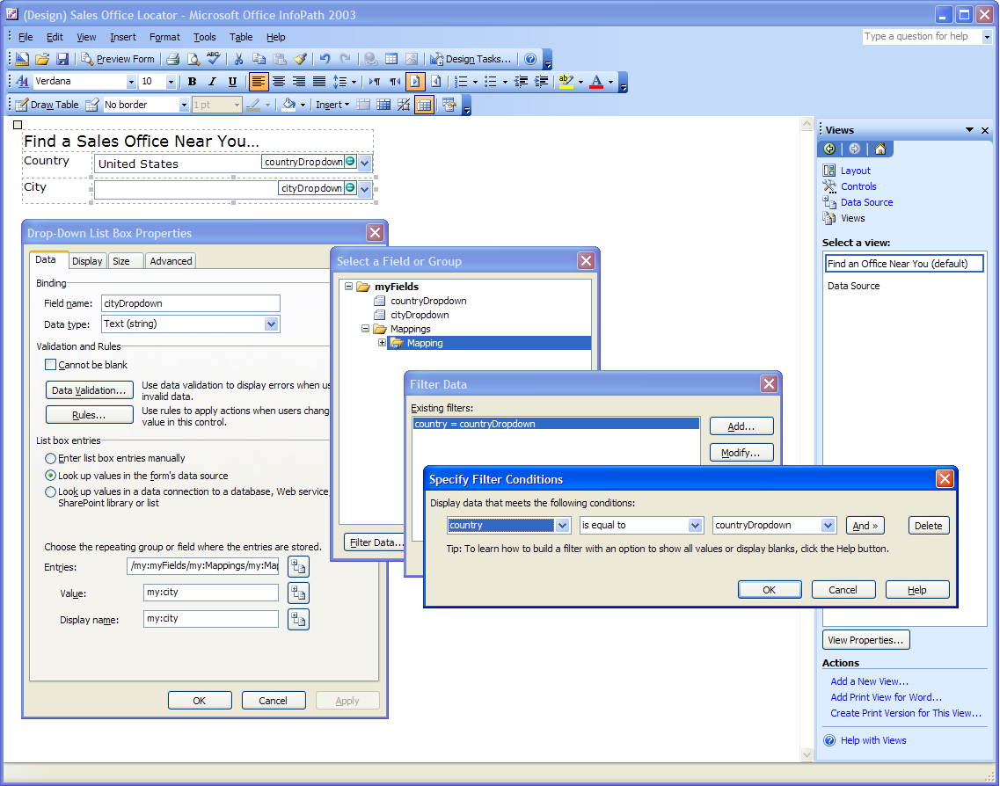 (Design) Sales Office Locator - Microsoft Office InfoPath 2003
File Edit View Insert Format Tools Table Help
Type a question for help
Preview Form
ABC
Design Tasks...
Verdana
10
B I U
ab
A
Draw Table
No border
1 pt
Insert
Find a Sales Office Near You...
Country
United States
countryDropdown
City
cityDropdown
Drop-Down List Box Properties
Data Display Size Advanced
Binding
Field name:
cityDropdown
Data type:
Text (string)
Validation and Rules
Cannot be blank
Data Validation...
Use data validation to display errors when us
invalid data.
Rules...
Use rules to apply actions when users chang
value in this control.
List box entries
Enter list box entries manually
Look up values in the form's data source
Look up values in a data connection to a database, Web service,
SharePoint library or list
Choose the repeating group or field where the entries are stored.
Entries:
/my:myFields/my:Mappings/my:Map
Value:
my:city
Display name:
my:city
OK
Cancel
Apply
Select a Field or Group
myFields
countryDropdown
cityDropdown
Mappings
Mapping
Filter Data...
Filter Data
Existing filters:
country = countryDropdown
Add...
Modify...
Specify Filter Conditions
Display data that meets the following conditions:
country
is equal to
countryDropdown
And »
Delete
Tip: To learn how to build a filter with an option to show all values or display blanks, click the Help button.
OK
Cancel
Help
Views
Layout
Controls
Data Source
Views
Select a view:
Find an Office Near You (default)
Data Source
View Properties...
Actions
Add a New View...
Add Print View for Word...
Create Print Version for This View...
Help with Views